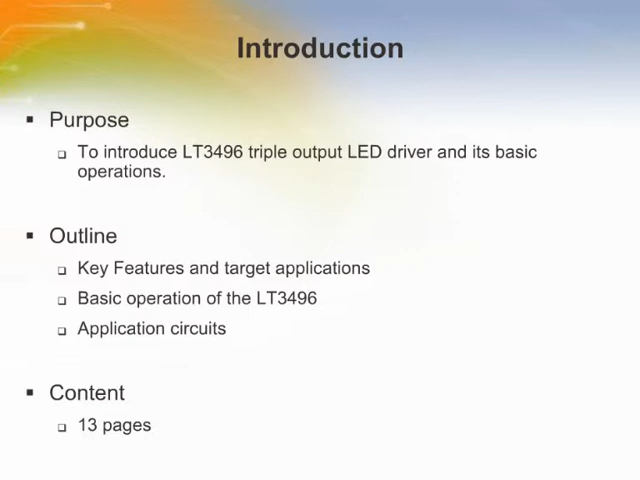 Introduction
Purpose
To introduce LT3496 triple output LED driver and its basic
operations.
Outline
Key Features and target applications
Basic operation of the LT3496
Application circuits
Content
13 pages